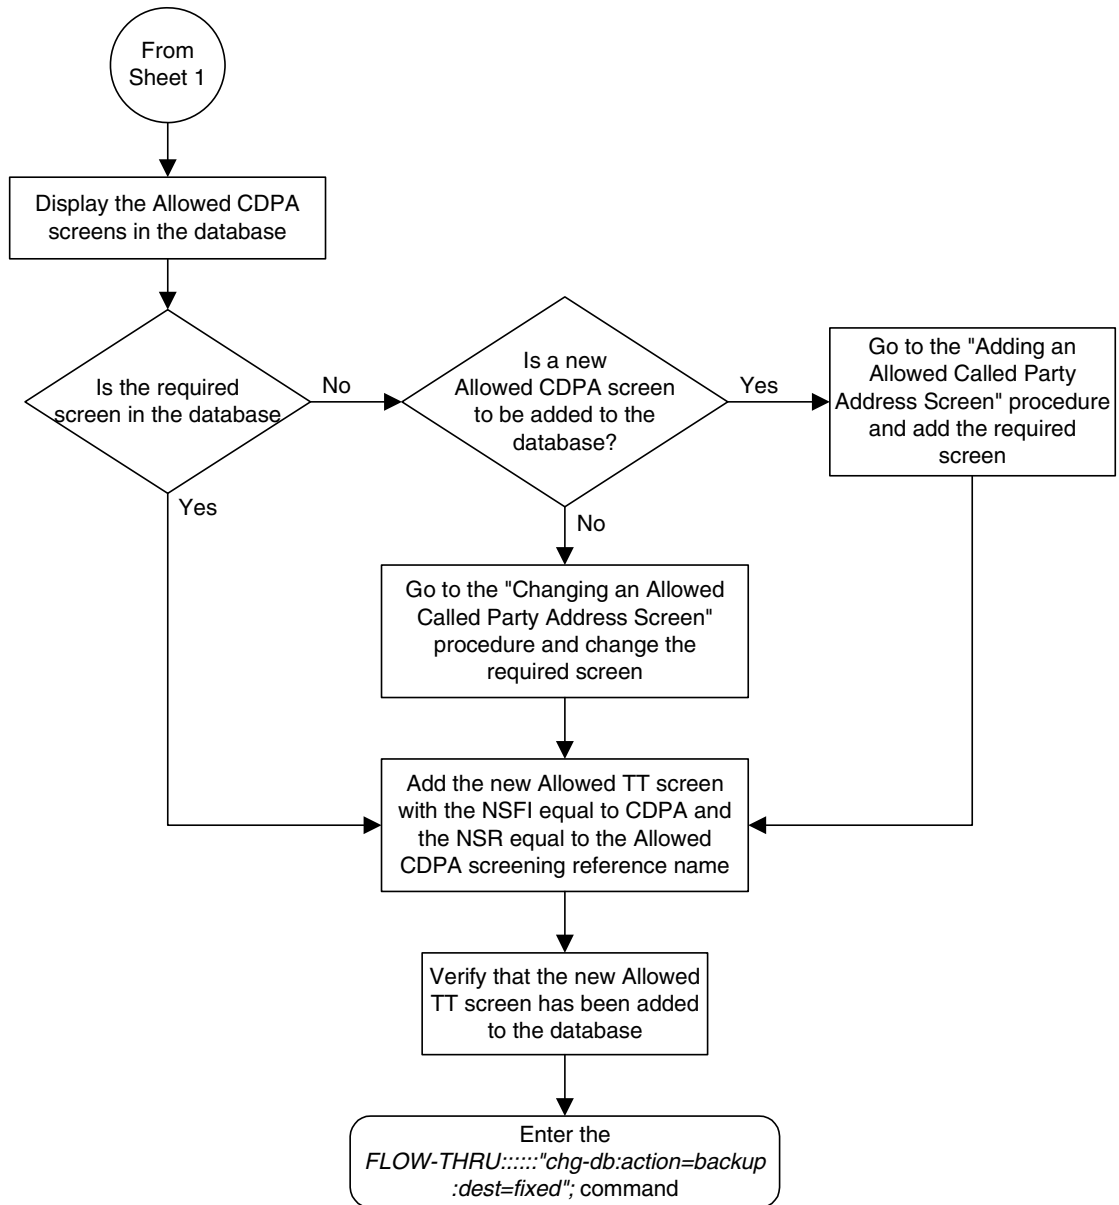 From
Sheet 1
Display the Allowed CDPA
screens in the database
Is the required
screen in the database
No
Yes
Is a new
Allowed CDPA screen
to be added to the
database?
Yes
No
Go to the "Adding an
Allowed Called Party
Address Screen" procedure
and add the required
screen
Go to the "Changing an Allowed
Called Party Address Screen"
procedure and change the
required screen
Add the new Allowed TT screen
with the NSFI equal to CDPA and
the NSR equal to the Allowed
CDPA screening reference name
Verify that the new Allowed
TT screen has been added
to the database
Enter the
FLOW-THRU::::::"chg-db:action=backup
:dest=fixed"; command